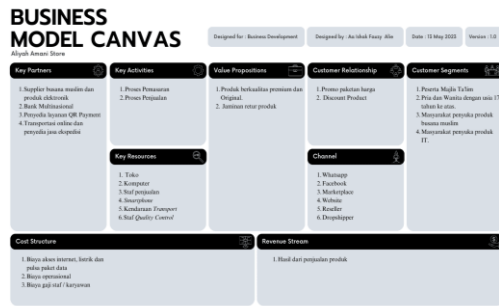 BUSINESS
MODEL CANVAS
Aliyah Amani Store
Designed for : Business Development
Designed by : Aa Ishak Fauzy Alie
Date : 15 May 2022
Version : 1.0
Key Partners
1.Supplier busana muslim dan
produk elektronik
2.Bank Multinasional
3.Penyedia layanan QR Payment
4.Transportasi online dan
penyedia jasa ekspedisi
Key Activities
1.Proses Pemasaran
2.Proses Penjualan
Key Resources
1. Toko
2.Komputer
3.Staf penjualan
4.Smartphone
5.Kendaraan Transport
6.Staf Quality Control
Value Propositions
1. Produk berkualitas premium dan
Original.
2. Jaminan retur produk
Customer Relationship
1.Promo paketan harga
2. Discount Product
Channel
1.Whatsapp
2.Facebook
3.Marketplace
4.Website
5.Reseller
6.Dropshipper
Customer Segments
1.Peserta Majlis Ta'lim
2.Pria dan Wanita dengan usia 17
tahun ke atas.
3.Masyarakat penyuka produk
busana muslim
4.Masyarakat penyuka produk
IT.
Cost Structure
1.Biaya akses internet, listrik dan
pulsa paket data
2.Biaya operasional
3.Biaya gaji staf / karyawan
Revenue Stream
1.Hasil dari penjualan produk